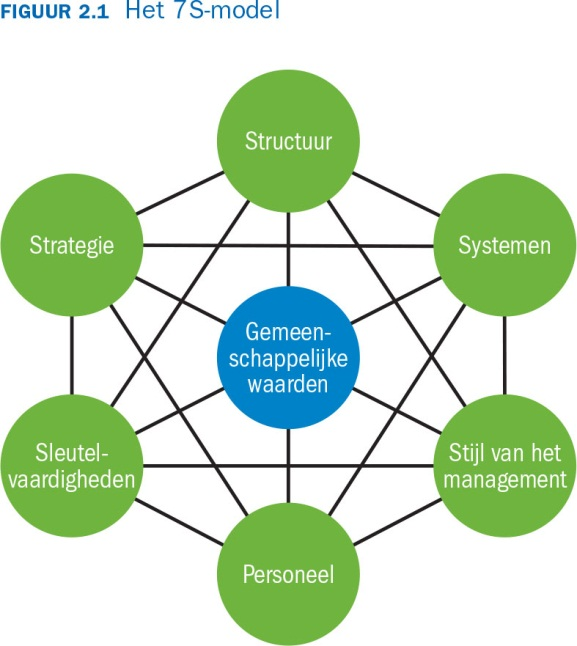 FIGUUR 2.1 Het 7S-model
Structuur
Strategie
Systemen
Gemeen-
schappelijke
waarden
Sleutel-
vaardigheden
Stijl van het
management
Personeel